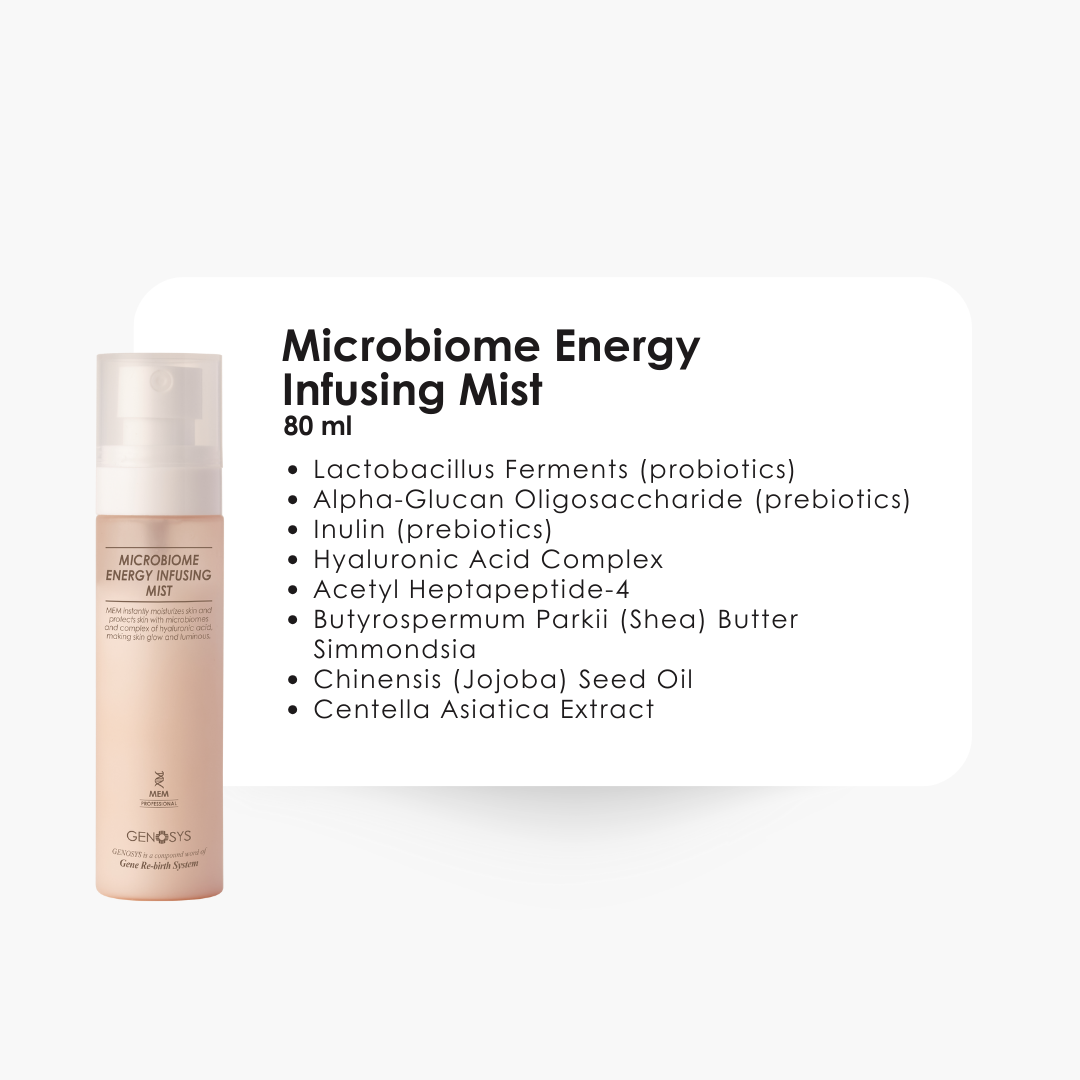 Microbiome Energy
Infusing Mist
80 ml
• Lactobacillus Ferments (probiotics)
• Alpha-Glucan Oligosaccharide (prebiotics)
• Inulin (prebiotics)
• Hyaluronic Acid Complex
• Acetyl Heptapeptide-4
• Butyrospermum Parkii (Shea) Butter
Simmondsia
• Chinensis (Jojoba) Seed Oil
• Centella Asiatica Extract
MICROBIOME
ENERGY INFUSING
MIST
MEM instantly moisturizes skin and
protects skin with microbiomes
and complex of hyaluronic acid,
making skin glow and luminous.
MEM
PROFESSIONAL
GENOSYS
GENOSYS is a compound word of
Gene Re-birth System